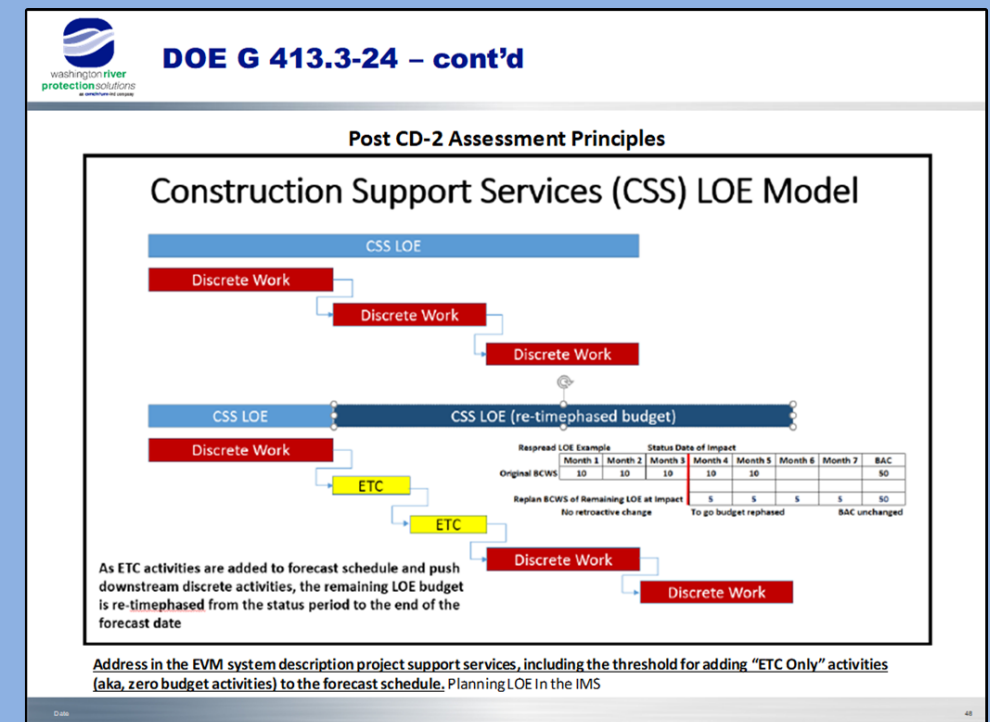 washington river
protection solutions
DOE G 413.3-24 – cont’d
Post CD-2 Assessment Principles
Construction Support Services (CSS) LOE Model
CSS LOE
Discrete Work
Discrete Work
Discrete Work
CSS LOE
CSS LOE (re-timephased budget)
Discrete Work
Respread LOE Example Status Date of Impact
Month 1 Month 2 Month 3 Month 4 Month 5 Month 6 Month 7 BAC
Original BCWS 10 10 10 10 10 50
Replan BCWS of Remaining LOE at Impact 5 5 5 5 50
No retroactive change To go budget rephased BAC unchanged
ETC
ETC
Discrete Work
Discrete Work
As ETC activities are added to forecast schedule and push
downstream discrete activities, the remaining LOE budget
is re-timephased from the status period to the end of the
forecast date
Address in the EVM system description project support services, including the threshold for adding “ETC Only” activities
(aka, zero budget activities) to the forecast schedule. Planning LOE In the IMS
Date
48